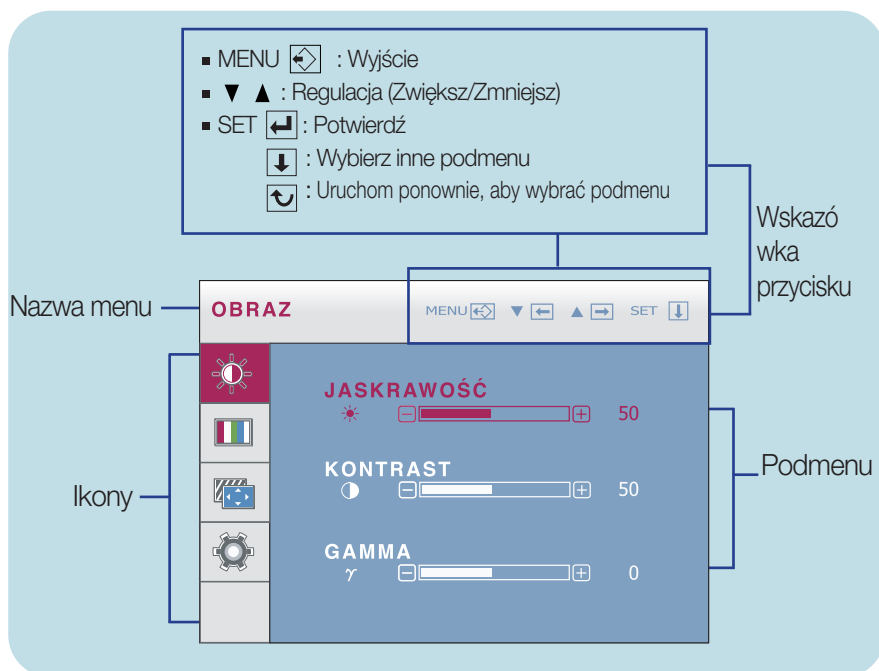 MENU : Wyjście
▼ ▲ : Regulacja (Zwiększ/Zmniejsz)
SET : Potwierdź
: Wybierz inne podmenu
: Uruchom ponownie, aby wybrać podmenu
Wskazó
wka
przycisku
Nazwa menu
OBRAZ
MENU ▼ ▲ SET
JASKRAWOŚĆ
50
KONTRAST
50
GAMMA
γ 0
Ikony
Podmenu